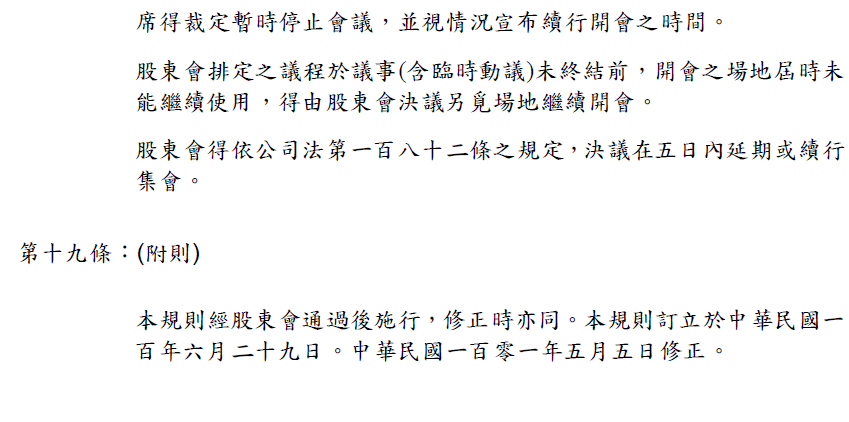 席得裁定暫時停止會議，並視情況宣布續行開會之時間。
股東會排定之議程於議事(含臨時動議)未終結前，開會之場地屆時未
能繼續使用，得由股東會決議另覓場地繼續開會。
股東會得依公司法第一百八十二條之規定，決議在五日內延期或續行
集會。
第十九條：(附則)
本規則經股東會通過後施行，修正時亦同。本規則訂立於中華民國一
百年六月二十九日。中華民國一百零一年五月五日修正。